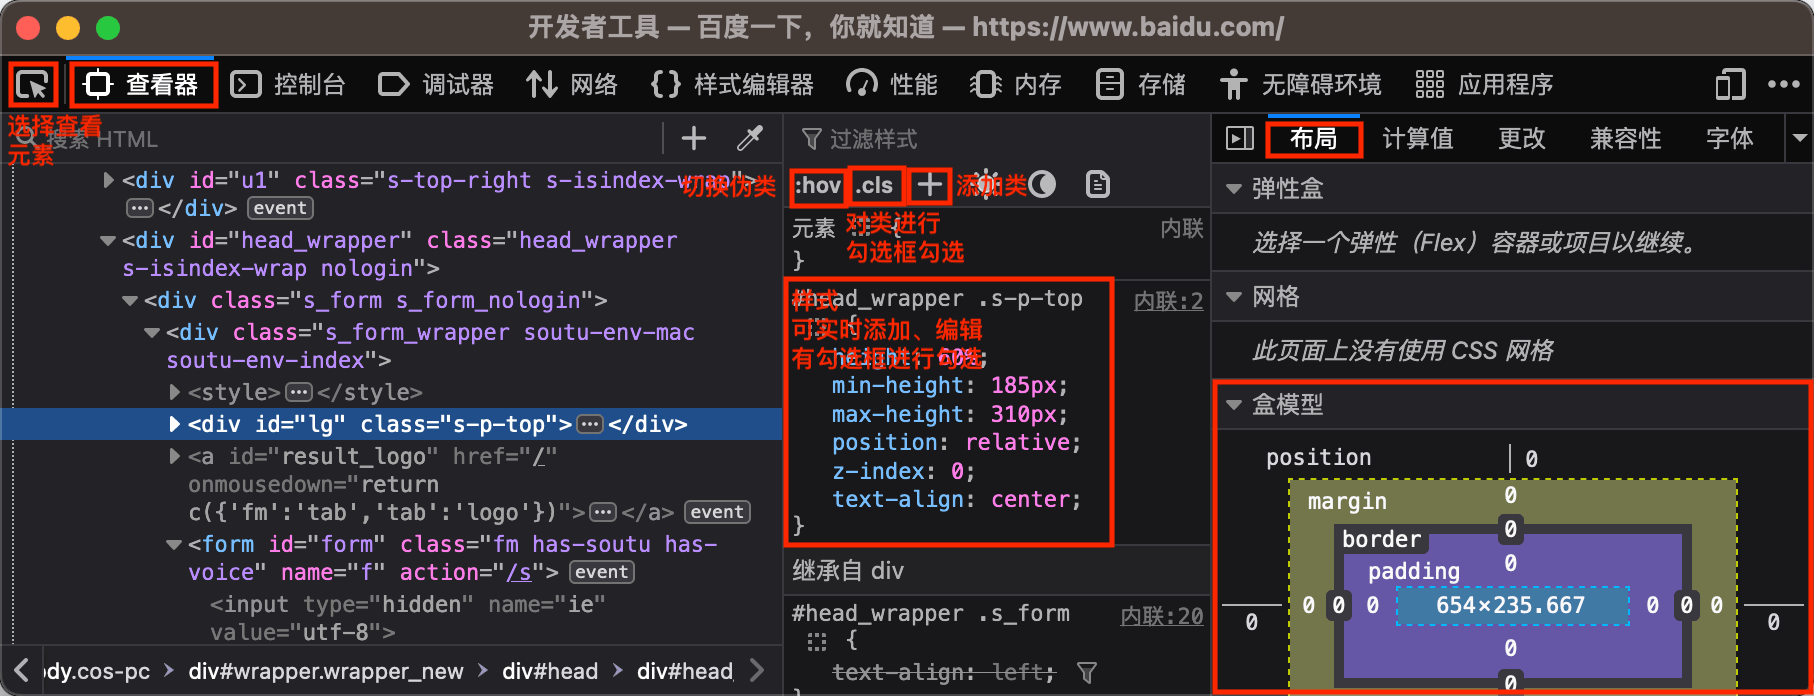 开发者工具 — 百度一下，你就知道 — https://www.baidu.com/
查看器 控制台 调试器 网络 样式编辑器 性能 内存 存储 无障碍环境 应用程序
选择查看
元素
搜索 HTML
<div id="u1" class="s-top-right s-isindex-wrap">
</div> event
<div id="head_wrapper" class="head_wrapper
s-isindex-wrap nologin">
<div class="s_form s_form_nologin">
<div class="s_form_wrapper soutu-env-mac
soutu-env-index">
<style></style>
<div id="lg" class="s-p-top"></div>
<a id="result_logo" href="/"
onmousedown="return
c({'fm':'tab','tab':'logo'})"></a> event
<form id="form" class="fm has-soutu has-
voice" name="f" action="/s"> event
<input type="hidden" name="ie"
value="utf-8">
ody.cos-pc > div#wrapper.wrapper_new > div#head > div#head_
过滤样式
切换伪类 :hov .cls + 添加类
对类进行
勾选框勾选
元素 { 内联
}
#head_wrapper .s-p-top 内联:2
{
样式
可实时添加、编辑
有勾选框进行勾选
height: 60%;
min-height: 185px;
max-height: 310px;
position: relative;
z-index: 0;
text-align: center;
}
继承自 div
#head_wrapper .s_form 内联:20
{
text-align: left;
}
布局 计算值 更改 兼容性 字体
弹性盒
选择一个弹性（Flex）容器或项目以继续。
网格
此页面上没有使用 CSS 网格
盒模型
position 0
margin 0
border 0
padding 0
0 0 0 0 654×235.667 0 0 0 0
0
0